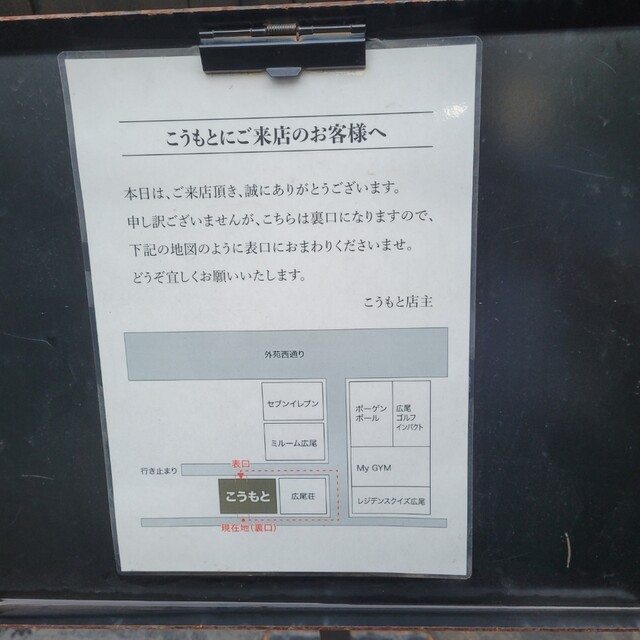 こうもとにご来店のお客様へ
本日は、ご来店頂き、誠にありがとうございます。
申し訳ございませんが、こちらは裏口になりますので、
下記の地図のように表口におまわりくださいませ。
どうぞ宜しくお願いいたします。
こうもと店主
外苑西通り
セブンイレブン
ミルーム広尾
ボーゲン
ボール
広尾
ゴルフ
インパクト
My GYM
レジデンスクイズ広尾
行き止まり
表口
こうもと
広尾荘
現在地(裏口)